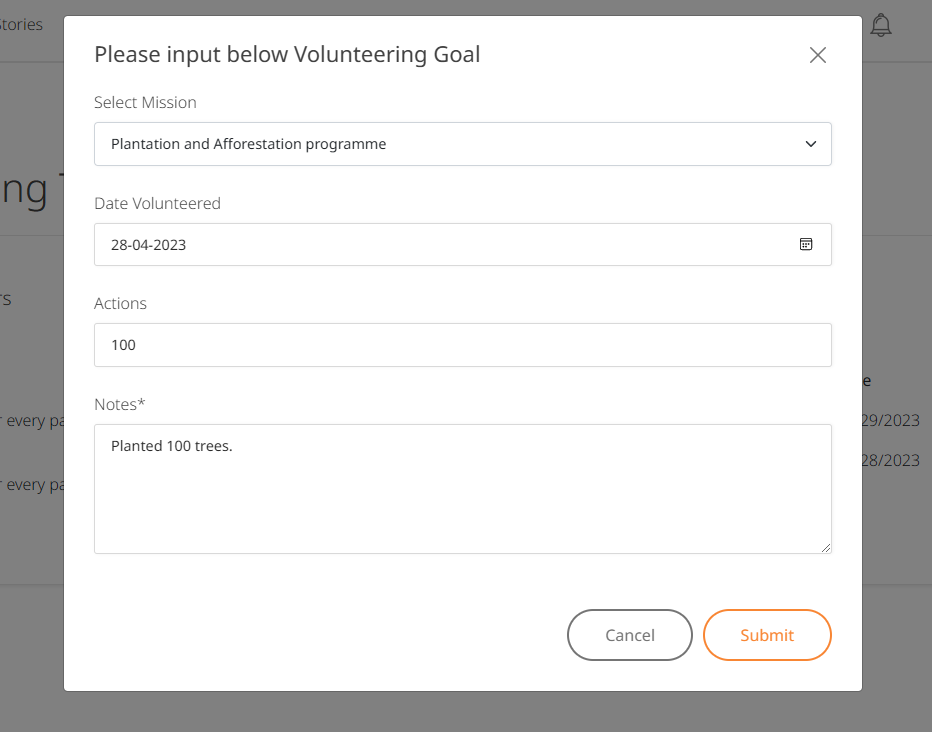 Stories
Please input below Volunteering Goal
Select Mission
Plantation and Afforestation programme
ng
Date Volunteered
28-04-2023
rs
Actions
100
e
Notes*
r every pa
29/2023
Planted 100 trees.
28/2023
r every pa
Cancel
Submit